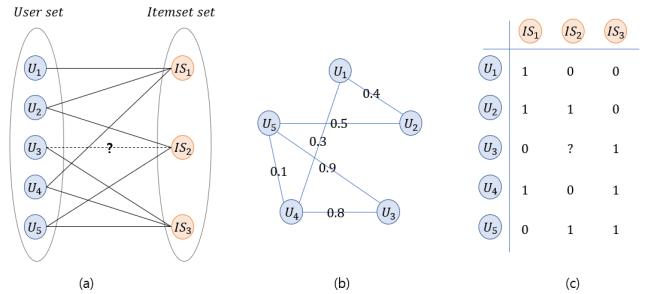 User set
Itemset set
U1
U2
U3
U4
U5
?
IS1
IS2
IS3
(a)
U1
0.4
U5
0.5
U2
0.3
0.9
0.1
U4
0.8
U3
(b)
IS1 IS2 IS3
U1 1 0 0
U2 1 1 0
U3 0 ? 1
U4 1 0 1
U5 0 1 1
(c)